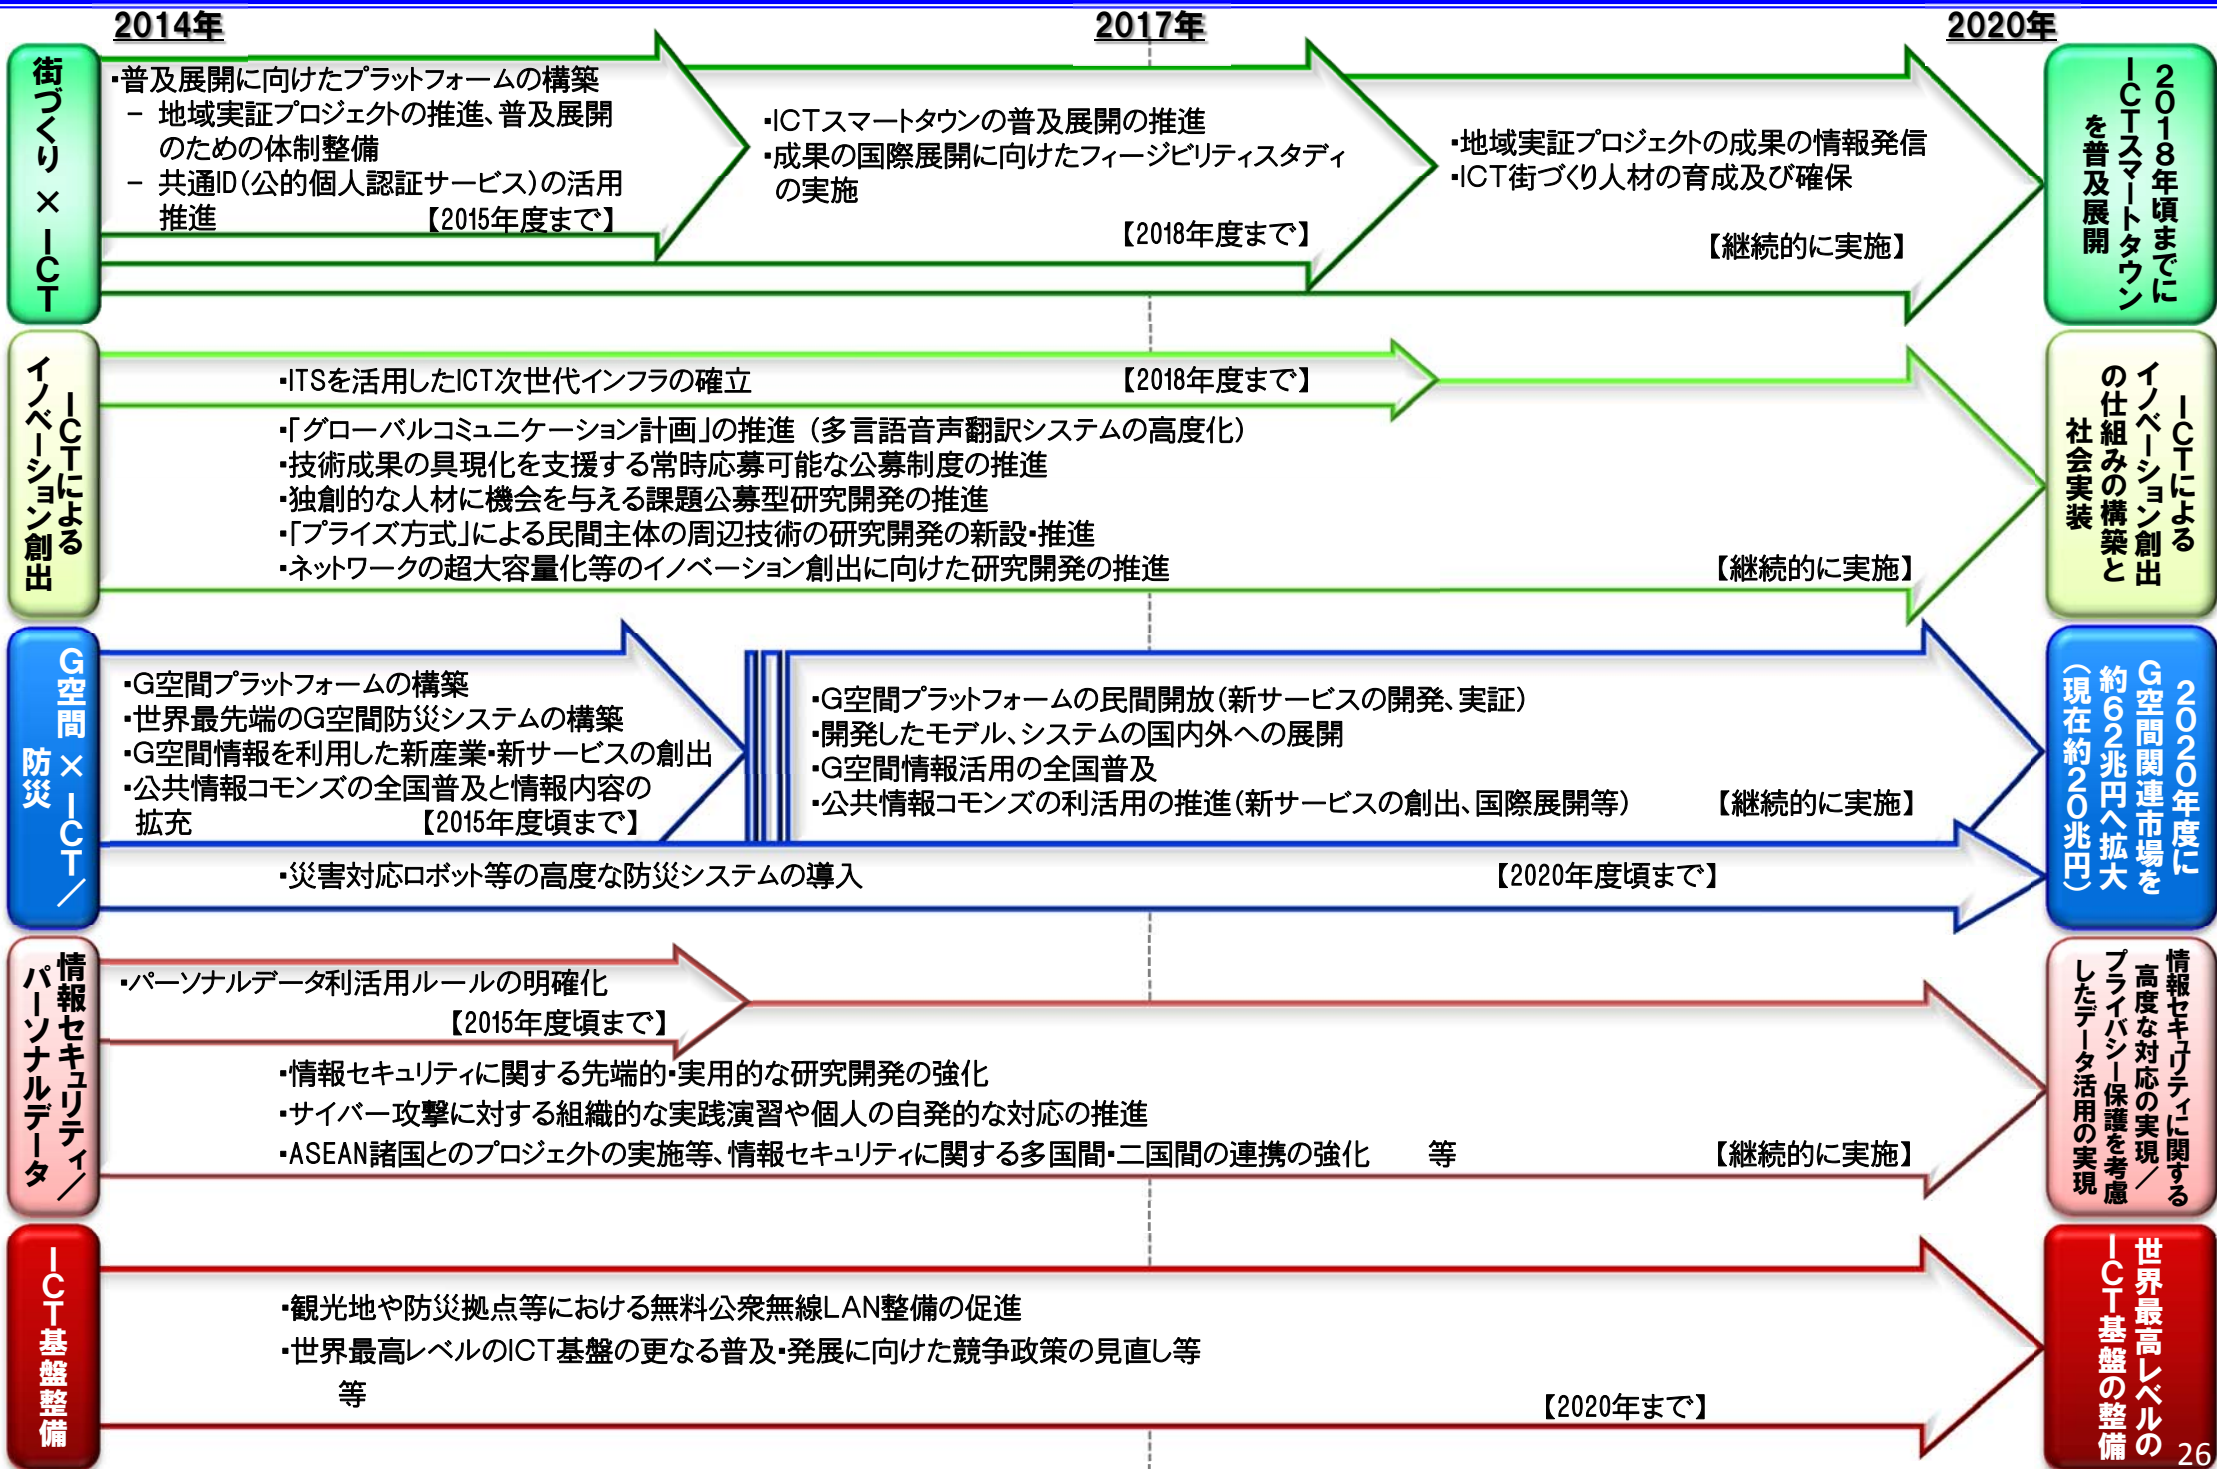 2014年
2017年
2020年
街づくり×ICT
・普及展開に向けたプラットフォームの構築
－ 地域実証プロジェクトの推進、普及展開
のための体制整備
－ 共通ID(公的個人認証サービス)の活用
推進 【2015年度まで】
・ICTスマートタウンの普及展開の推進
・成果の国際展開に向けたフィージビリティスタディ
の実施
【2018年度まで】
・地域実証プロジェクトの成果の情報発信
・ICT街づくり人材の育成及び確保
【継続的に実施】
2018年頃までに
ICTスマートタウン
を普及展開
ICTによる
イノベーション創出
・ITSを活用したICT次世代インフラの確立 【2018年度まで】
・「グローバルコミュニケーション計画」の推進 (多言語音声翻訳システムの高度化)
・技術成果の具現化を支援する常時応募可能な公募制度の推進
・独創的な人材に機会を与える課題公募型研究開発の推進
・「プライズ方式」による民間主体の周辺技術の研究開発の新設・推進
・ネットワークの超大容量化等のイノベーション創出に向けた研究開発の推進 【継続的に実施】
ICTによる
イノベーション創出
の仕組みの構築と
社会実装
G空間×ICT／
防災
・G空間プラットフォームの構築
・世界最先端のG空間防災システムの構築
・G空間情報を利用した新産業・新サービスの創出
・公共情報コモンズの全国普及と情報内容の
拡充 【2015年度頃まで】
・G空間プラットフォームの民間開放(新サービスの開発、実証)
・開発したモデル、システムの国内外への展開
・G空間情報活用の全国普及
・公共情報コモンズの利活用の推進(新サービスの創出、国際展開等) 【継続的に実施】
・災害対応ロボット等の高度な防災システムの導入 【2020年度頃まで】
2020年度に
G空間関連市場を
約62兆円へ拡大
(現在約20兆円)
情報セキュリティ／
パーソナルデータ
・パーソナルデータ利活用ルールの明確化
【2015年度頃まで】
・情報セキュリティに関する先端的・実用的な研究開発の強化
・サイバー攻撃に対する組織的な実践演習や個人の自発的な対応の推進
・ASEAN諸国とのプロジェクトの実施等、情報セキュリティに関する多国間・二国間の連携の強化 等 【継続的に実施】
情報セキュリティに関する
高度な対応の実現／
プライバシー保護を考慮
したデータ活用の実現
ICT基盤整備
・観光地や防災拠点等における無料公衆無線LAN整備の促進
・世界最高レベルのICT基盤の更なる普及・発展に向けた競争政策の見直し等
等
【2020年まで】
世界最高レベルの
ICT基盤の整備
26